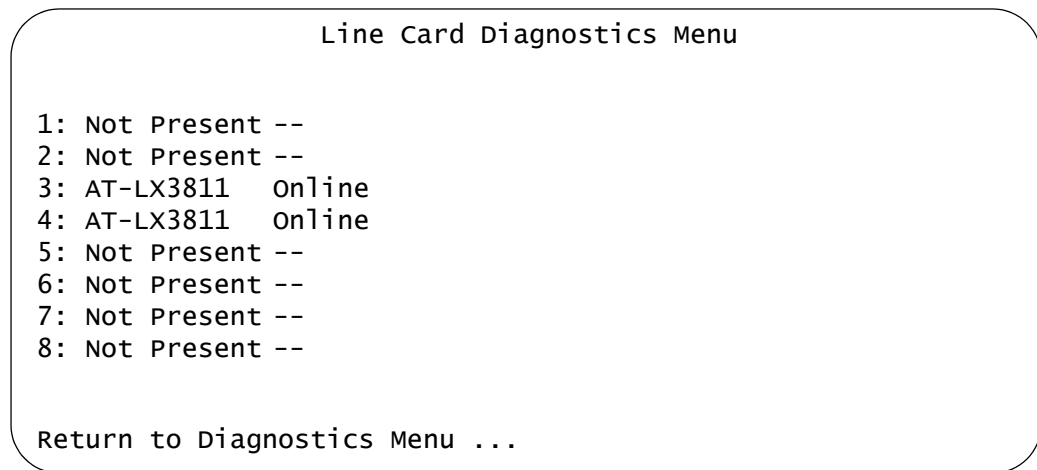 Line Card Diagnostics Menu
1: Not Present --
2: Not Present --
3: AT-LX3811 Online
4: AT-LX3811 Online
5: Not Present --
6: Not Present --
7: Not Present --
8: Not Present --
Return to Diagnostics Menu ...